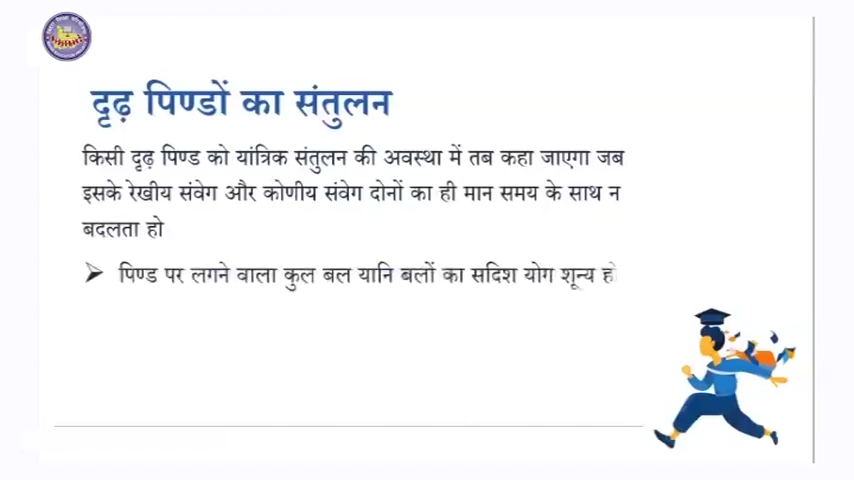 दृढ़ पिण्डों का संतुलन
किसी दृढ़ पिण्ड को यांत्रिक संतुलन की अवस्था में तब कहा जाएगा जब
इसके रेखीय संवेग और कोणीय संवेग दोनों का ही मान समय के साथ न
बदलता हो
पिण्ड पर लगने वाला कुल बल यानि बलों का सदिश योग शून्य हो